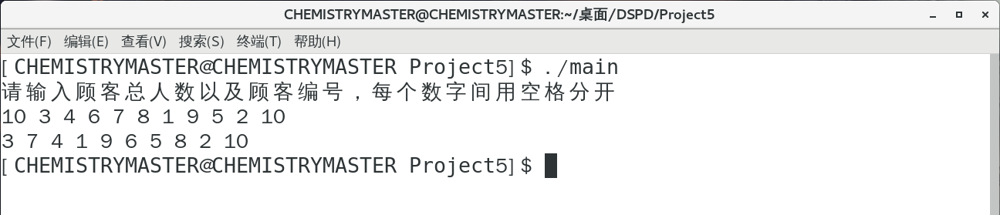 CHEMISTRYMASTER@CHEMISTRYMASTER:~/桌面/DSPD/Project5
文件(F) 编辑(E) 查看(V) 搜索(S) 终端(T) 帮助(H)
[CHEMISTRYMASTER@CHEMISTRYMASTER Project5]$ ./main
请输入顾客总人数以及顾客编号，每个数字间用空格分开
10 3 4 6 7 8 1 9 5 2 10
3 7 4 1 9 6 5 8 2 10
[CHEMISTRYMASTER@CHEMISTRYMASTER Project5]$